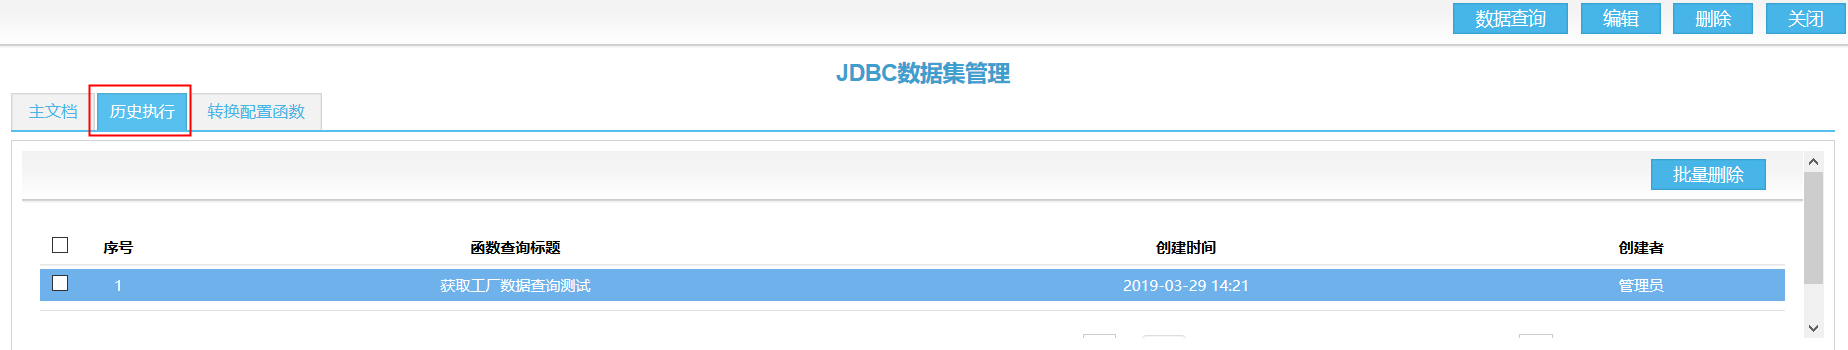 数据查询 编辑 删除 关闭
JDBC数据集管理
主文档 历史执行 转换配置函数
批量删除
序号 函数查询标题 创建时间 创建者
1 获取工厂数据查询测试 2019-03-29 14:21 管理员